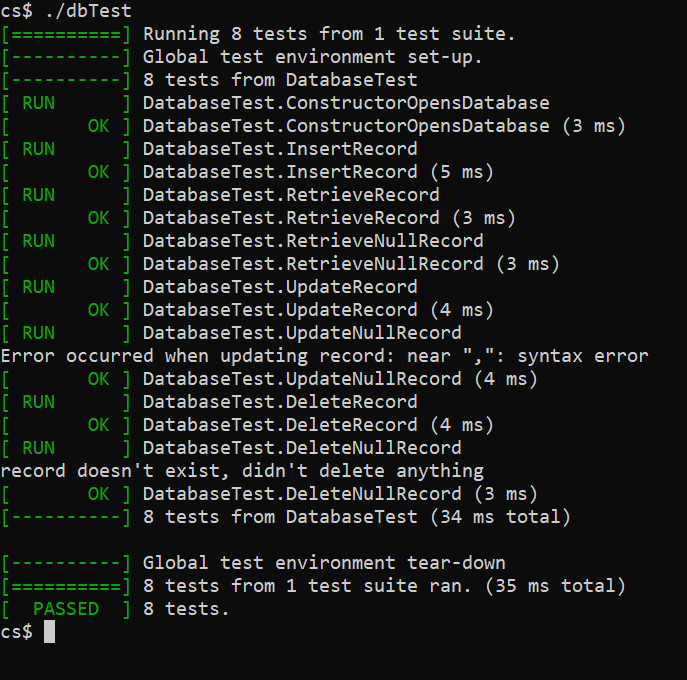 cs$ ./dbTest
[==========] Running 8 tests from 1 test suite.
[----------] Global test environment set-up.
[----------] 8 tests from DatabaseTest
[ RUN      ] DatabaseTest.ConstructorOpensDatabase
[       OK ] DatabaseTest.ConstructorOpensDatabase (3 ms)
[ RUN      ] DatabaseTest.InsertRecord
[       OK ] DatabaseTest.InsertRecord (5 ms)
[ RUN      ] DatabaseTest.RetrieveRecord
[       OK ] DatabaseTest.RetrieveRecord (3 ms)
[ RUN      ] DatabaseTest.RetrieveNullRecord
[       OK ] DatabaseTest.RetrieveNullRecord (3 ms)
[ RUN      ] DatabaseTest.UpdateRecord
[       OK ] DatabaseTest.UpdateRecord (4 ms)
[ RUN      ] DatabaseTest.UpdateNullRecord
Error occurred when updating record: near ",": syntax error
[       OK ] DatabaseTest.UpdateNullRecord (4 ms)
[ RUN      ] DatabaseTest.DeleteRecord
[       OK ] DatabaseTest.DeleteRecord (4 ms)
[ RUN      ] DatabaseTest.DeleteNullRecord
record doesn't exist, didn't delete anything
[       OK ] DatabaseTest.DeleteNullRecord (3 ms)
[----------] 8 tests from DatabaseTest (34 ms total)

[----------] Global test environment tear-down
[==========] 8 tests from 1 test suite ran. (35 ms total)
[  PASSED  ] 8 tests.
cs$